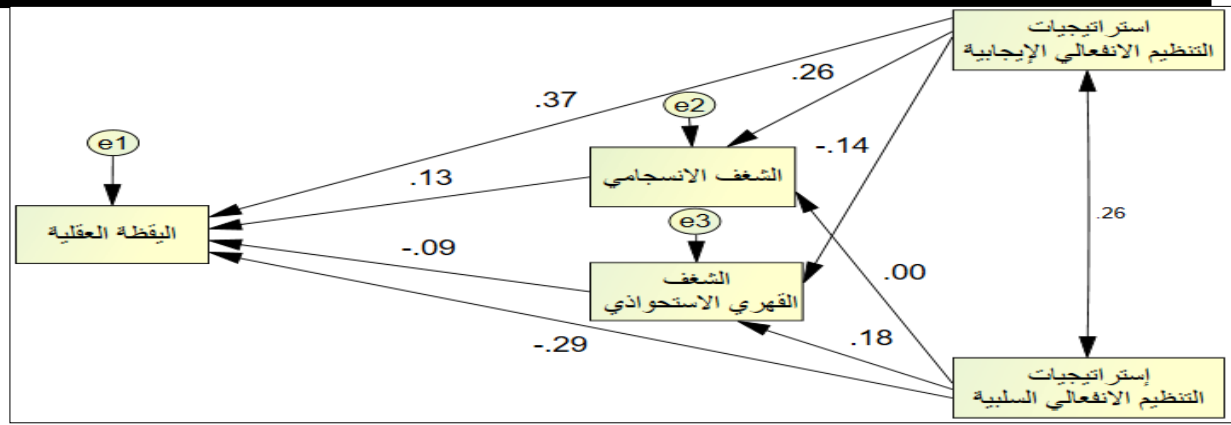 استراتيجيات
التنظيم الانفعالي الإيجابية
.26
.37
e2
e1
-.14
.13
الشغف الانسجامي
اليقظة العقلية
e3
.26
-.09
.00
الشغف
القهري الاستحواذي
.18
-.29
إستراتيجيات
التنظيم الانفعالي السلبية